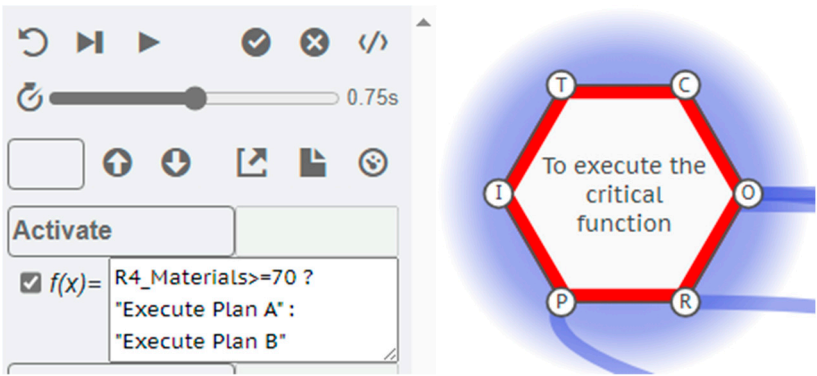 </>
0.75s
Activate
f(x)=
R4_Materials>=70 ?
"Execute Plan A" :
"Execute Plan B"
T
C
I
To execute the
critical
function
O
P
R